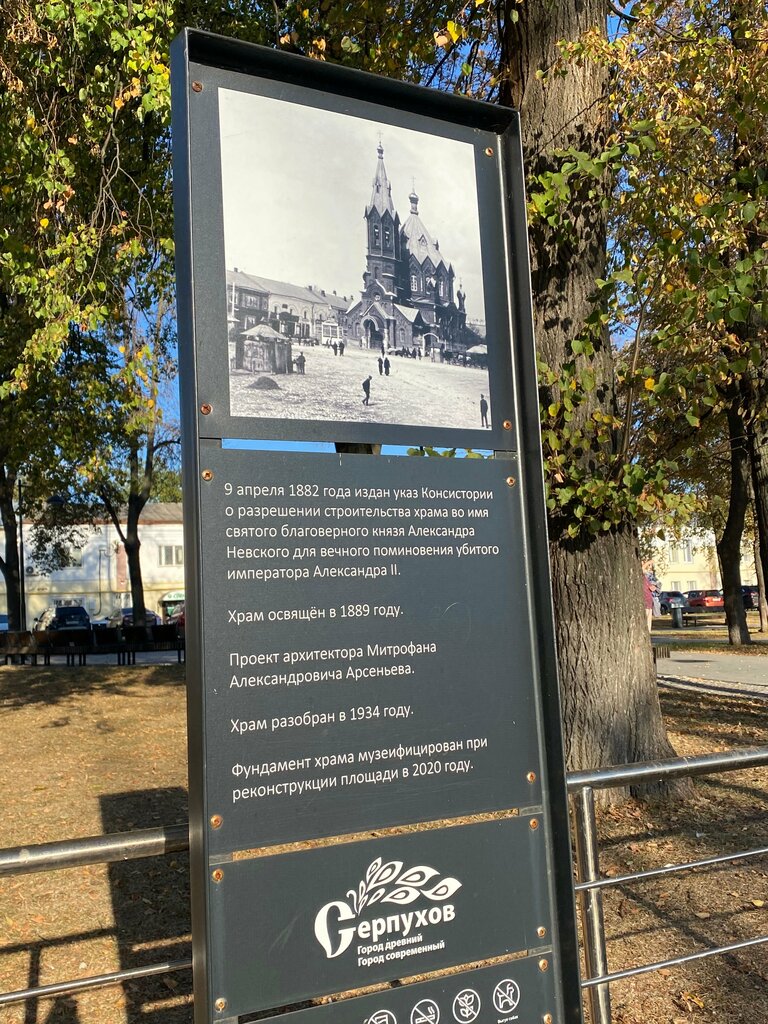 9 апреля 1882 года издан указ Консистории
о разрешении строительства храма во имя
святого благоверного князя Александра
Невского для вечного поминовения убитого
императора Александра II.
Храм освящён в 1889 году.
Проект архитектора Митрофана
Александровича Арсеньева.
Храм разобран в 1934 году.
Фундамент храма музеифицирован при
реконструкции площади в 2020 году.
Серпухов
Город древний
Город современный
Выгул собак